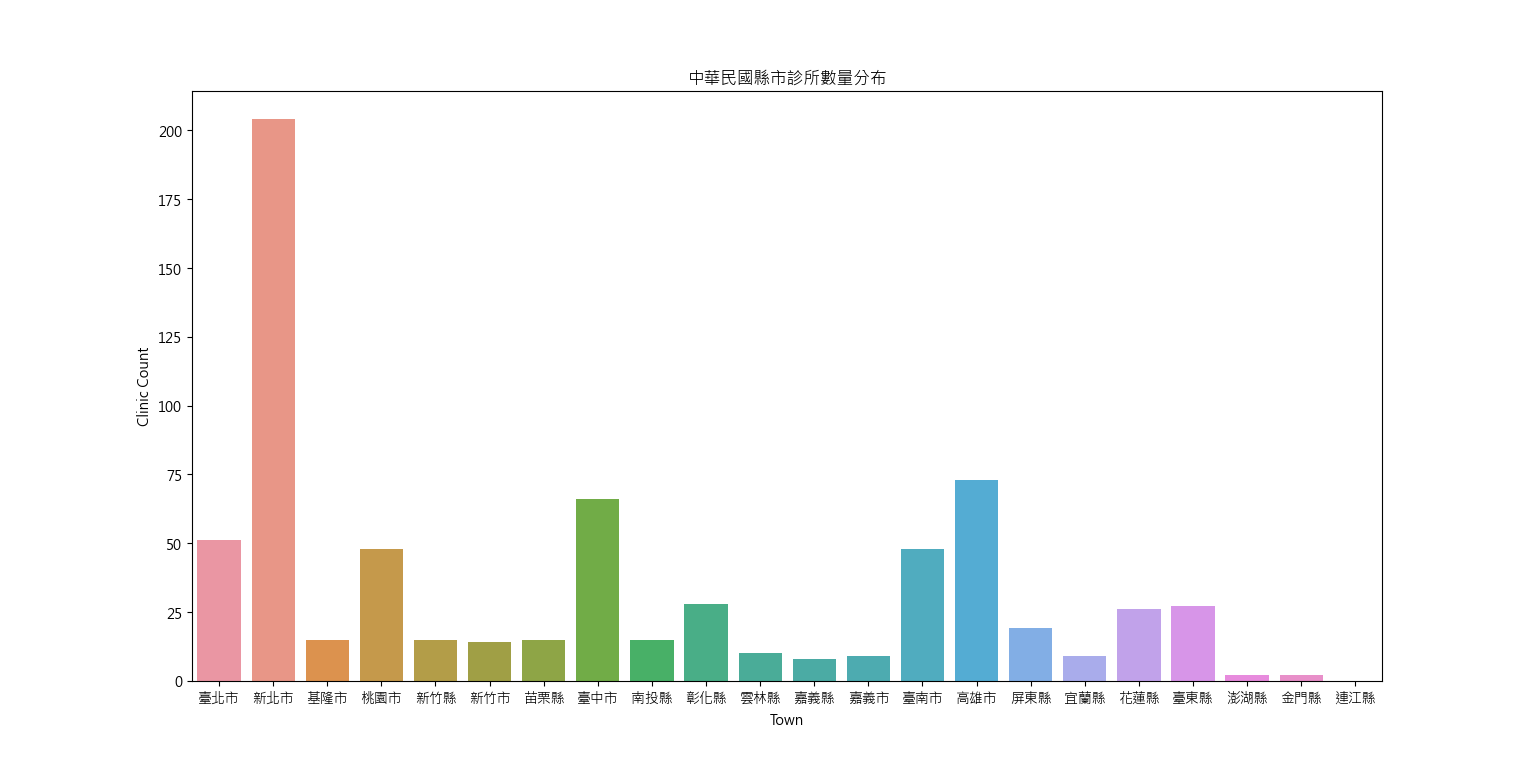 中華民國縣市診所數量分布
Clinic Count
200
175
150
125
100
75
50
25
0
臺北市 新北市 基隆市 桃園市 新竹縣 新竹市 苗栗縣 臺中市 南投縣 彰化縣 雲林縣 嘉義縣 嘉義市 臺南市 高雄市 屏東縣 宜蘭縣 花蓮縣 臺東縣 澎湖縣 金門縣 連江縣
Town